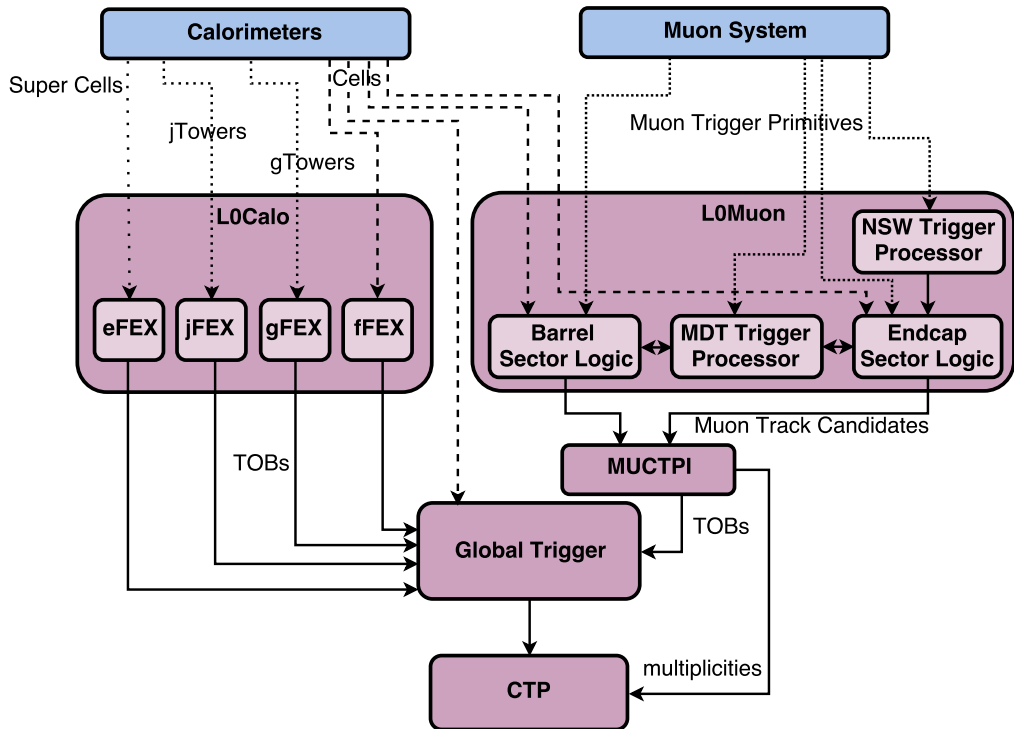 Calorimeters
Muon System
Super Cells
Cells
jTowers
Muon Trigger Primitives
gTowers
L0Calo
L0Muon
NSW Trigger
Processor
eFEX
jFEX
gFEX
fFEX
Barrel
Sector Logic
MDT Trigger
Processor
Endcap
Sector Logic
Muon Track Candidates
TOBs
MUCTPI
TOBs
Global Trigger
multiplicities
CTP